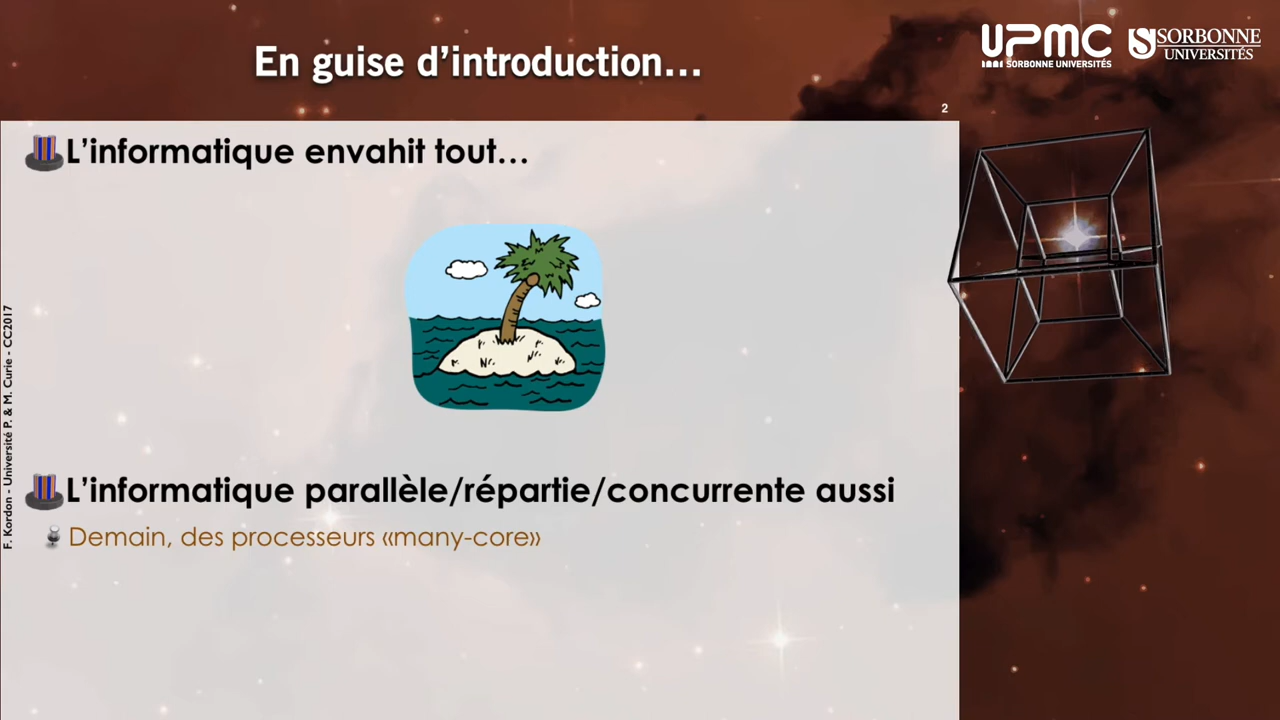 En guise d’introduction...
UPMC
SORBONNE UNIVERSITÉS
SORBONNE
UNIVERSITÉS
2
L’informatique envahit tout...
L’informatique parallèle/répartie/concurrente aussi
Demain, des processeurs «many-core»
F. Kordon - Université P. & M. Curie - CC2017